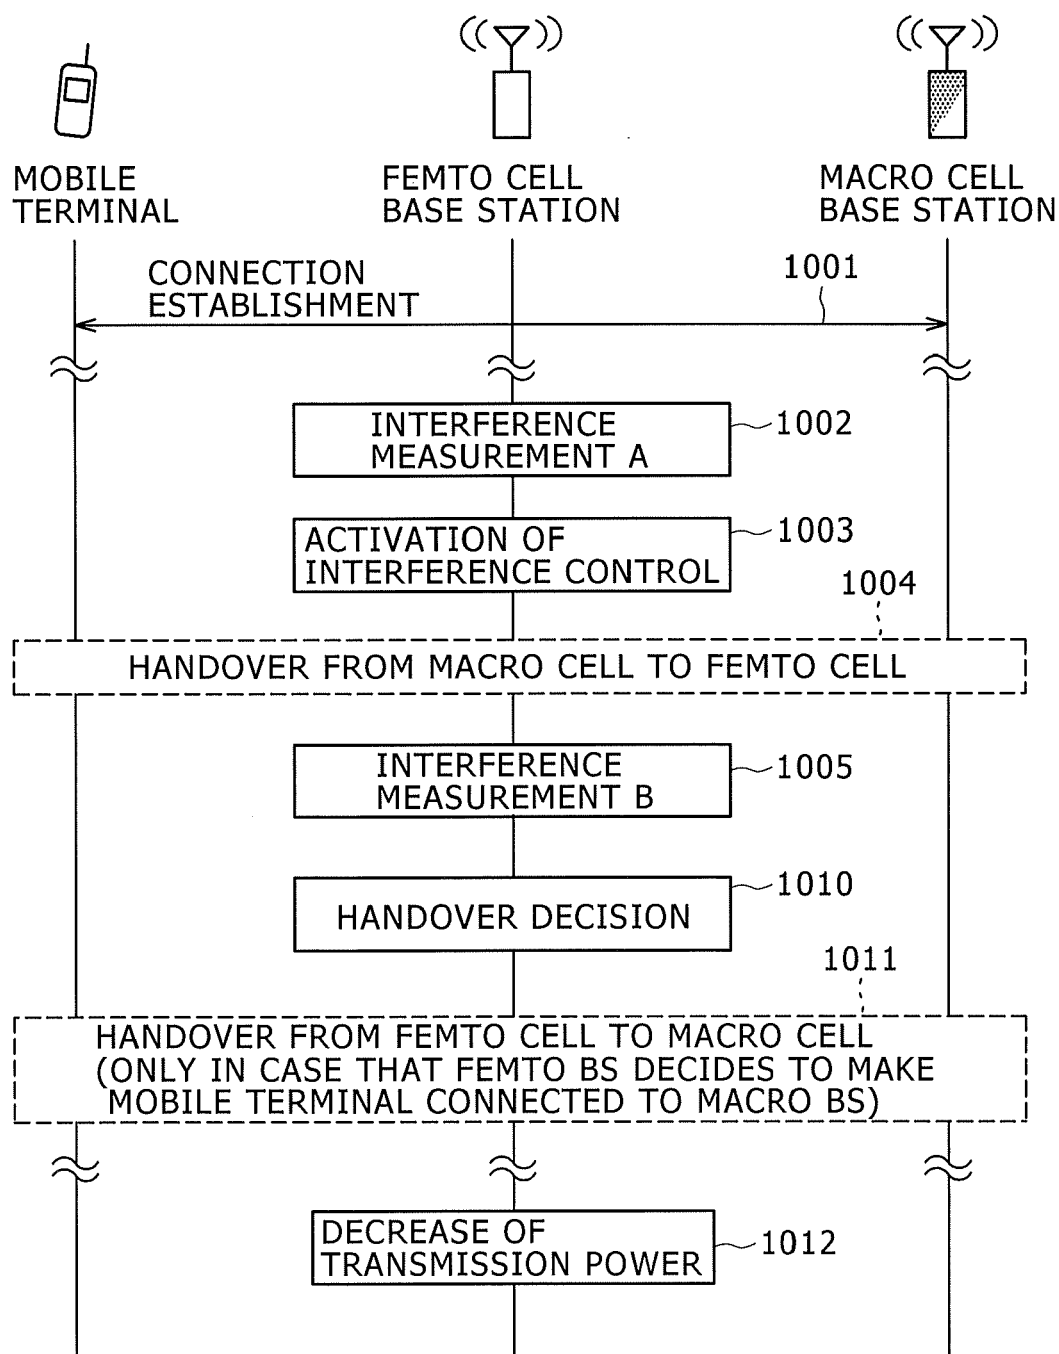 MOBILE
TERMINAL
FEMTO CELL
BASE STATION
MACRO CELL
BASE STATION
CONNECTION
ESTABLISHMENT
1001
INTERFERENCE
MEASUREMENT A
1002
ACTIVATION OF
INTERFERENCE CONTROL
1003
1004
HANDOVER FROM MACRO CELL TO FEMTO CELL
INTERFERENCE
MEASUREMENT B
1005
HANDOVER DECISION
1010
1011
HANDOVER FROM FEMTO CELL TO MACRO CELL
(ONLY IN CASE THAT FEMTO BS DECIDES TO MAKE
MOBILE TERMINAL CONNECTED TO MACRO BS)
DECREASE OF
TRANSMISSION POWER
1012